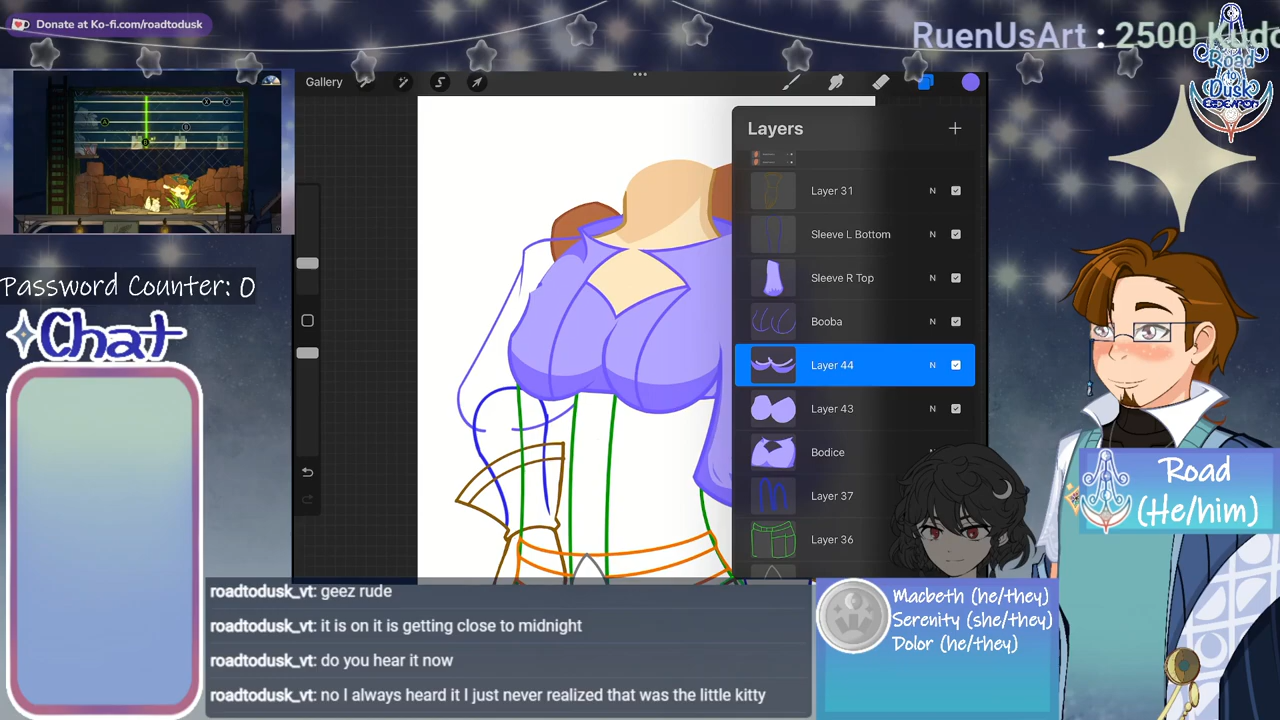 Donate at Ko-fi.com/roadtodusk
RuenUsArt : 2500 Kudo
Road
to
Dusk
Gallery
Layers
Layer 31 N
Sleeve L Bottom N
Sleeve R Top N
Booba N
Layer 44 N
Layer 43 N
Bodice
Layer 37
Layer 36
Password Counter: 0
Chat
Road
(He/him)
Macbeth (he/they)
Serenity (she/they)
Dolor (he/they)
roadtodusk_vt: geez rude
roadtodusk_vt: it is on it is getting close to midnight
roadtodusk_vt: do you hear it now
roadtodusk_vt: no I always heard it I just never realized that was the little kitty